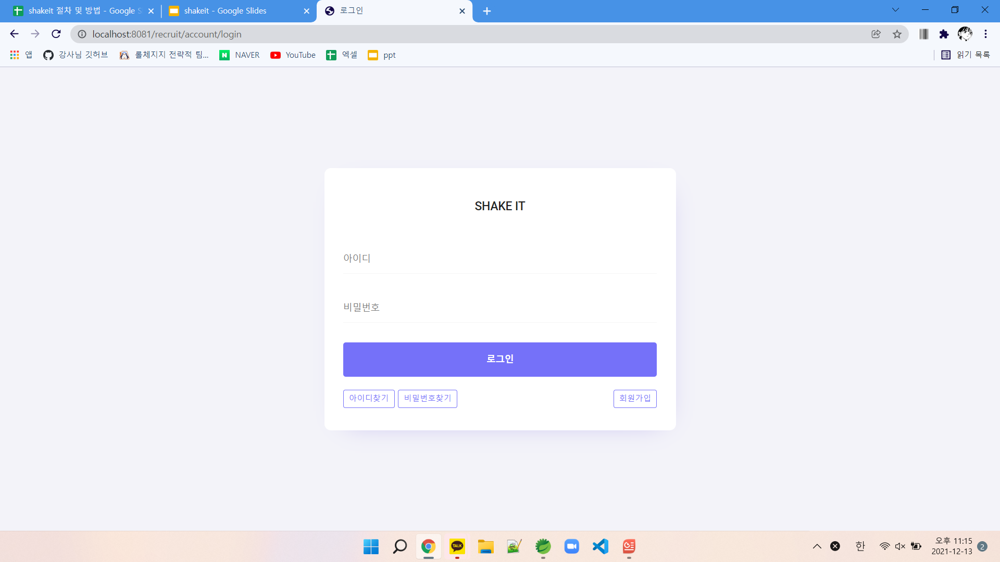 shakeit 절차 및 방법 - Google S
shakeit - Google Slides
로그인
localhost:8081/recruit/account/login
앱
강사님 깃허브
롤체지지 전략적 팀...
NAVER
YouTube
엑셀
ppt
읽기 목록
SHAKE IT
아이디
비밀번호
로그인
아이디찾기
비밀번호찾기
회원가입
TALK
한
오후 11:15
2021-12-13
2